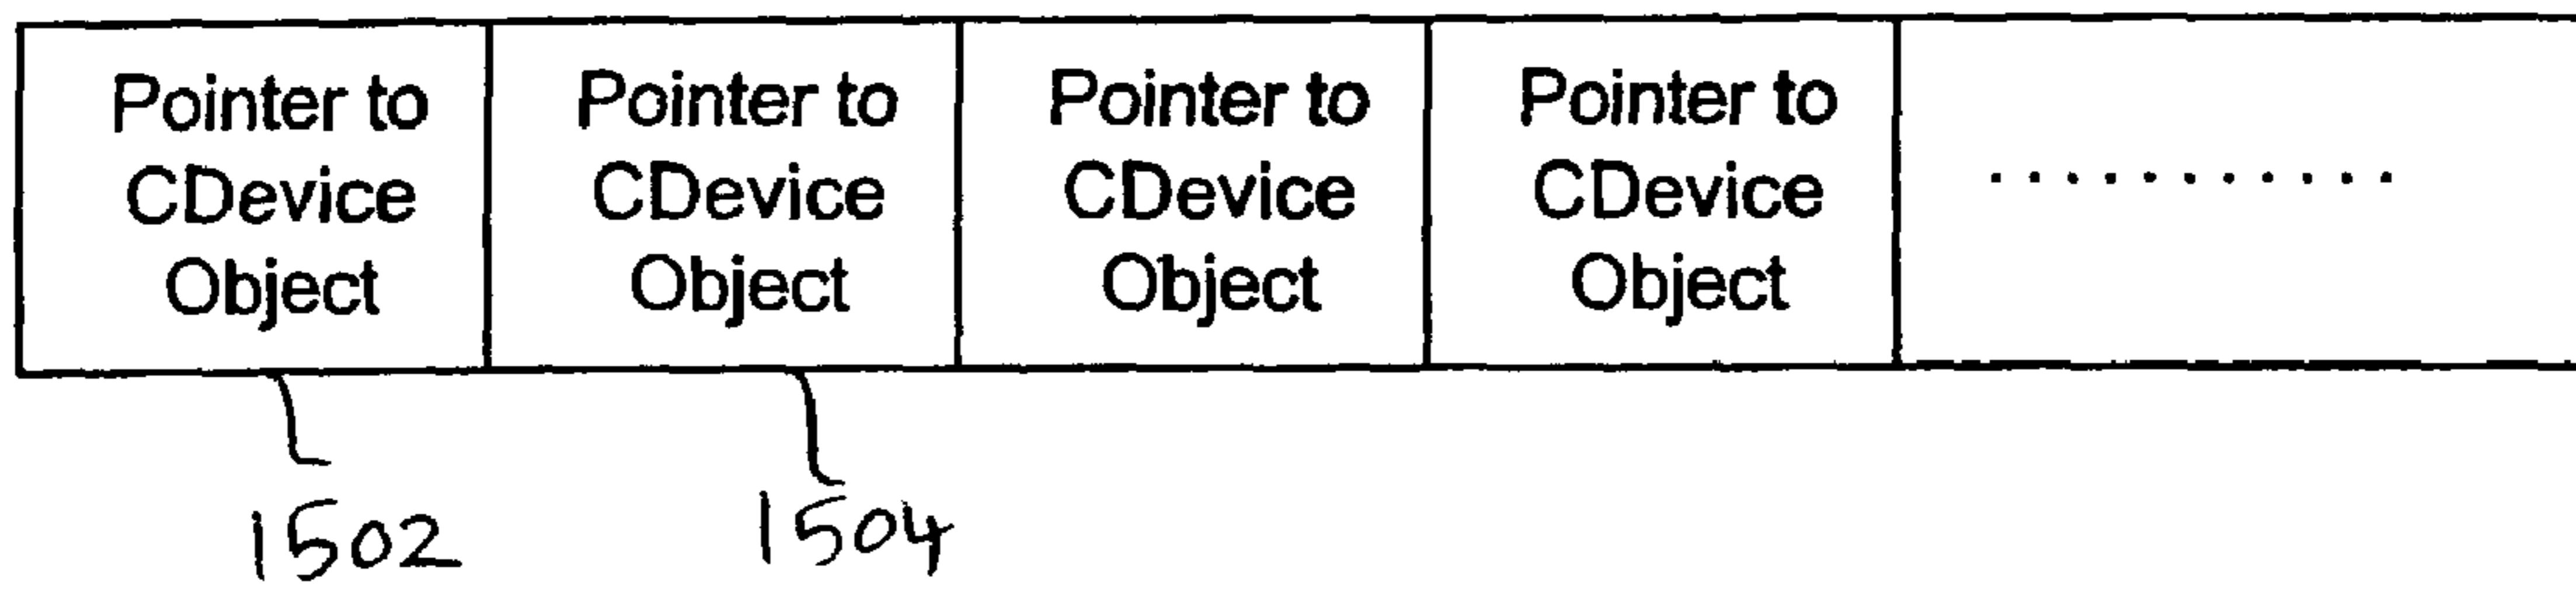 Pointer to CDevice Object
Pointer to CDevice Object
Pointer to CDevice Object
Pointer to CDevice Object
...........
1502
1504